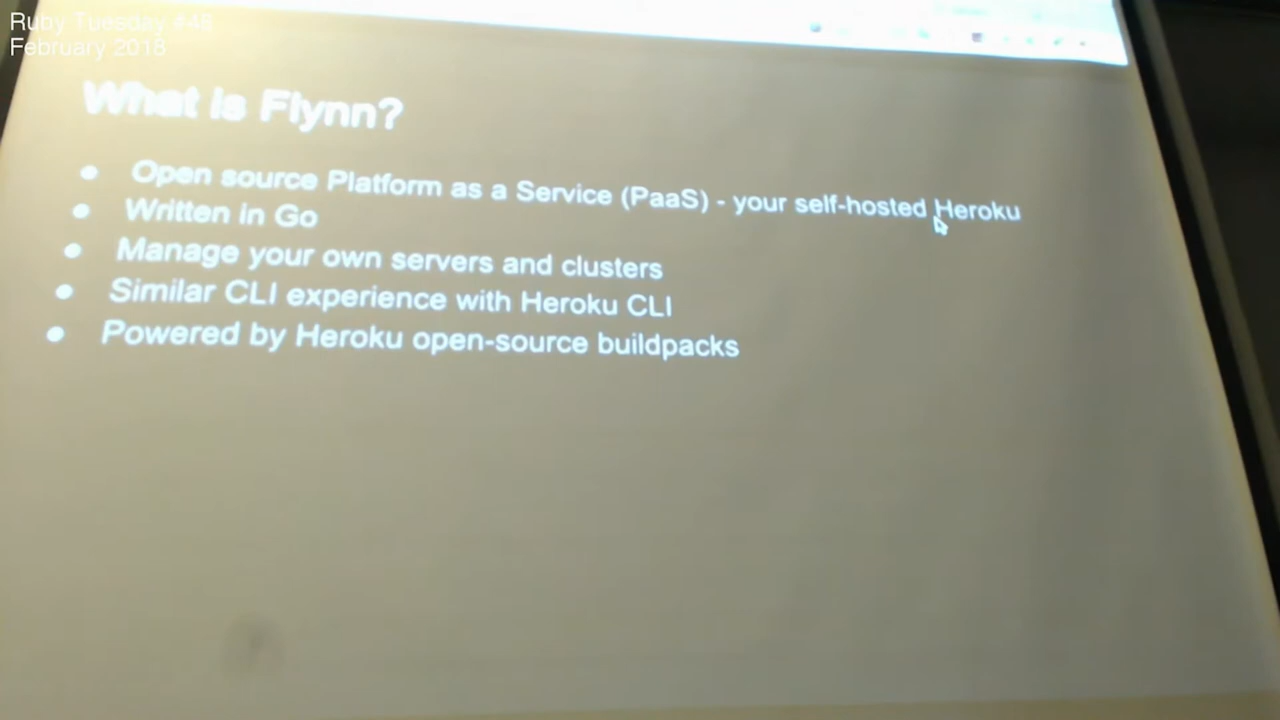 Ruby Tuesday #46
February 2018
What is Flynn?
Open source Platform as a Service (PaaS) - your self-hosted Heroku
Written in Go
Manage your own servers and clusters
Similar CLI experience with Heroku CLI
Powered by Heroku open-source buildpacks